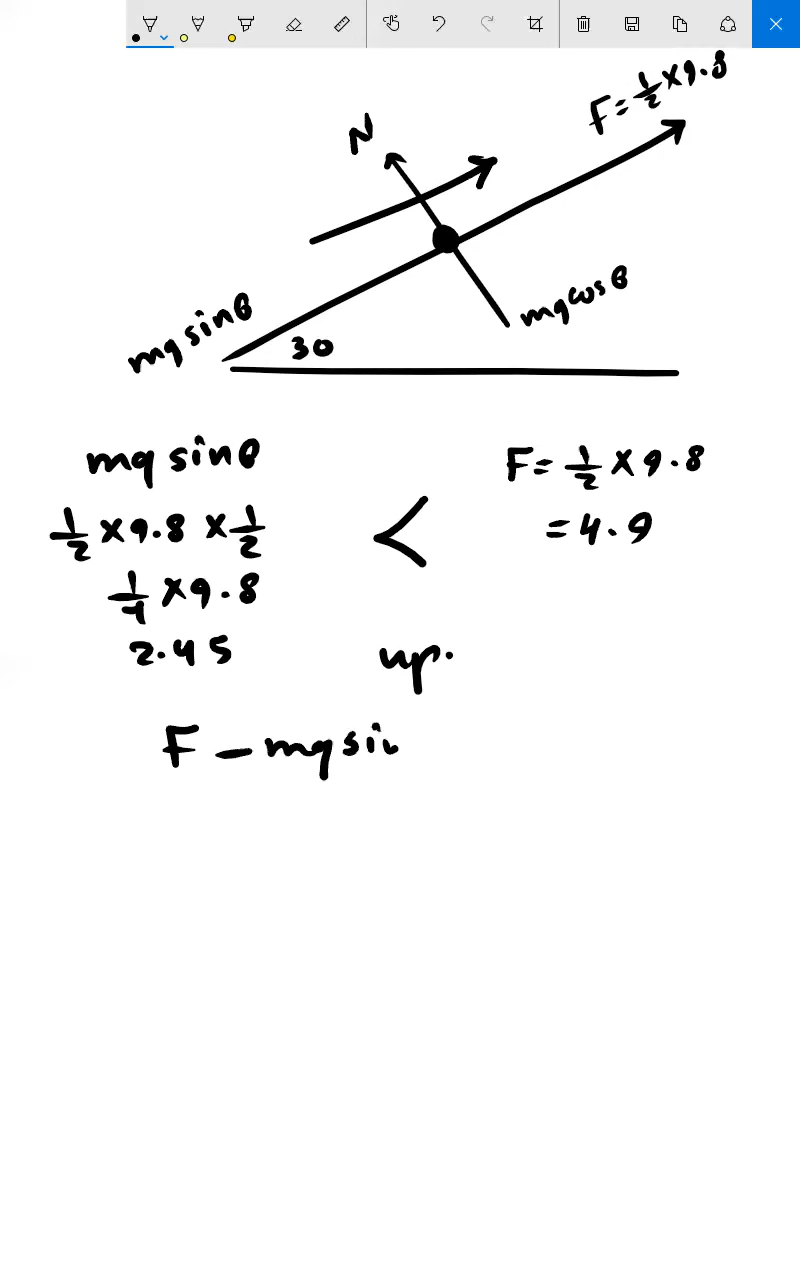 F = 1/2 × 9.8
N
mg sinθ
mg cosθ
30
mg sinθ
F = 1/2 × 9.8
1/2 × 9.8 × 1/2
<
= 4.9
1/4 × 9.8
2.45
up.
F - mg sin